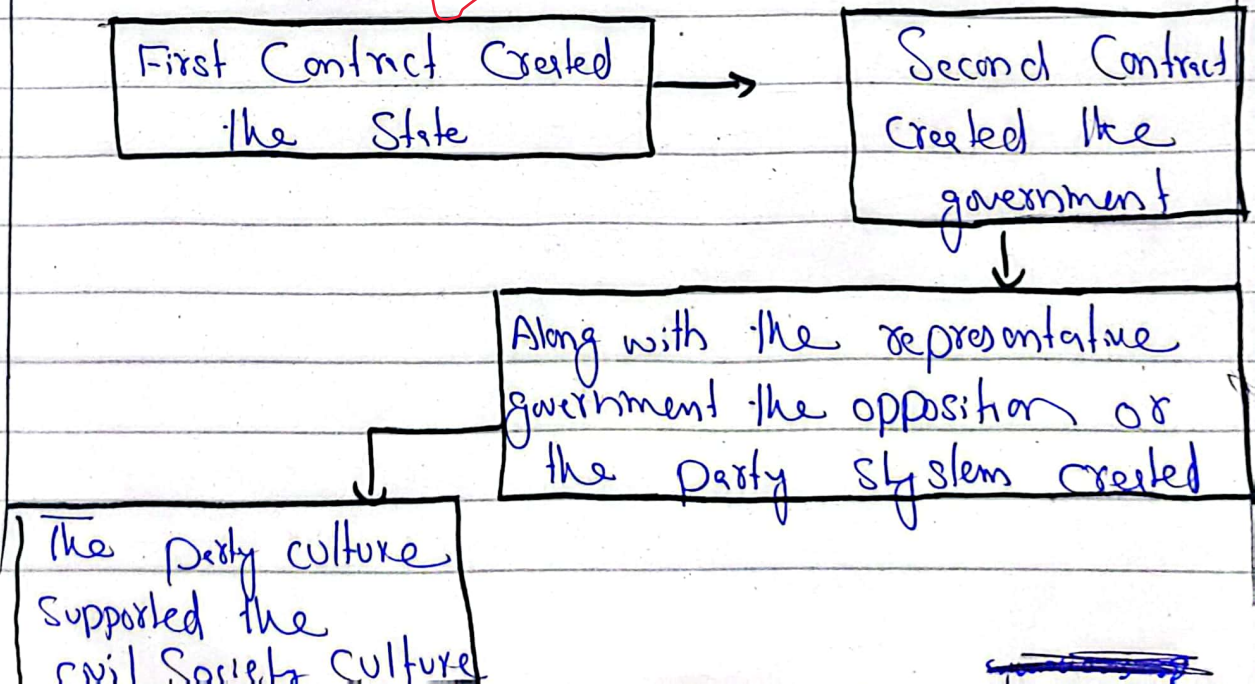 First Contract Created
the State
Second Contract
created the
government
Along with the representative
government the opposition or
the party system created
The party culture
supported the
civil Society culture